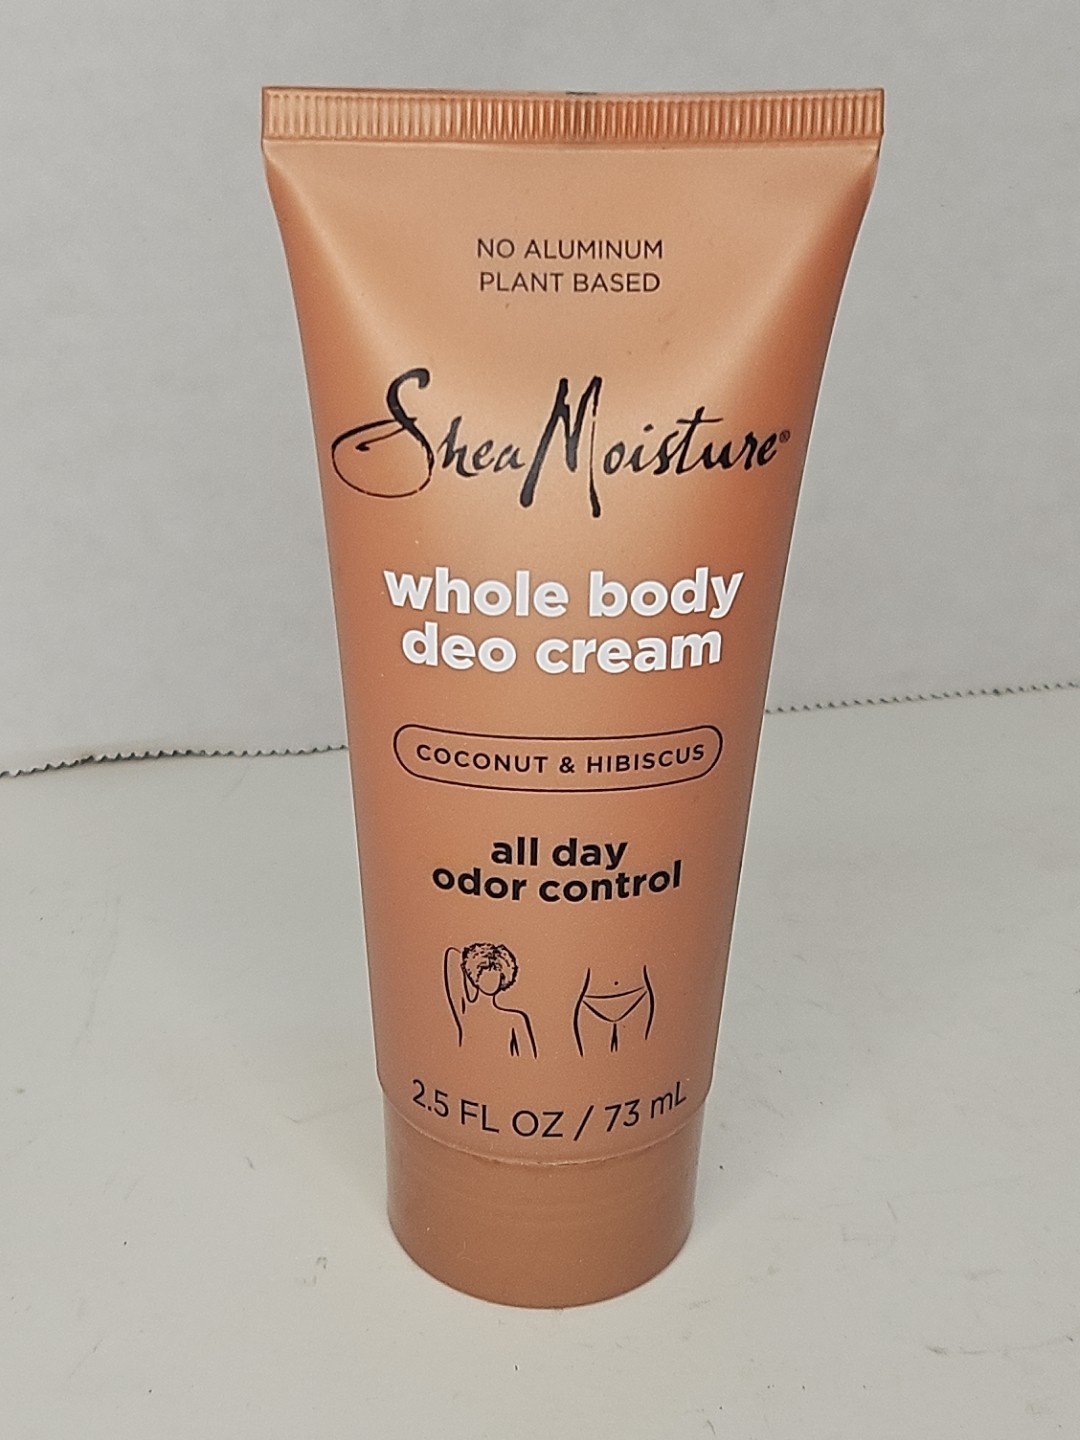 NO ALUMINUM
PLANT BASED
SheaMoisture®
whole body
deo cream
COCONUT & HIBISCUS
all day
odor control
2.5 FL OZ / 73 mL